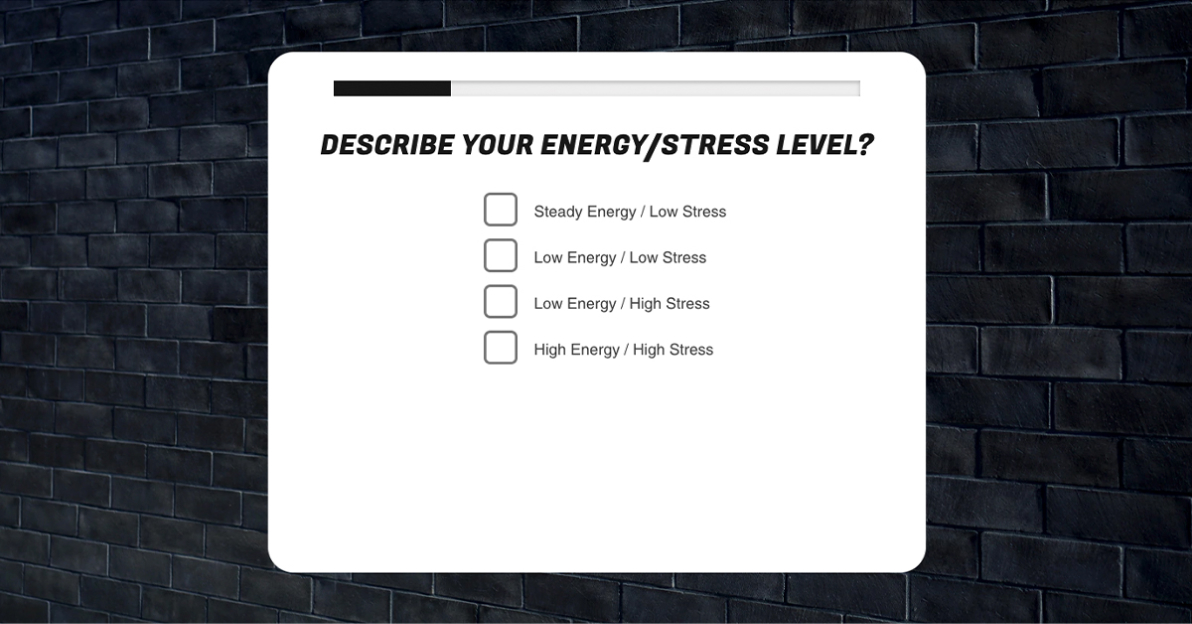 DESCRIBE YOUR ENERGY/STRESS LEVEL?
Steady Energy / Low Stress
Low Energy / Low Stress
Low Energy / High Stress
High Energy / High Stress